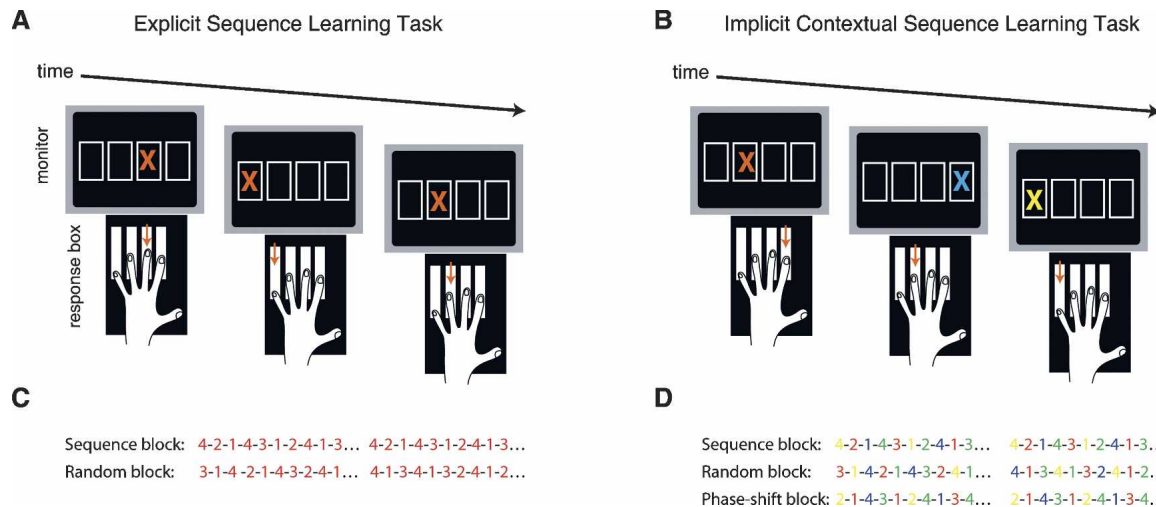 A Explicit Sequence Learning Task
time
monitor
X X X
response box
B Implicit Contextual Sequence Learning Task
time
X X X
C
Sequence block: 4-2-1-4-3-1-2-4-1-3... 4-2-1-4-3-1-2-4-1-3...
Random block: 3-1-4 -2-1-4-3-2-4-1... 4-1-3-4-1-3-2-4-1-2...
D
Sequence block: 4-2-1-4-3-1-2-4-1-3... 4-2-1-4-3-1-2-4-1-3...
Random block: 3-1-4-2-1-4-3-2-4-1... 4-1-3-4-1-3-2-4-1-2...
Phase-shift block: 2-1-4-3-1-2-4-1-3-4... 2-1-4-3-1-2-4-1-3-4...